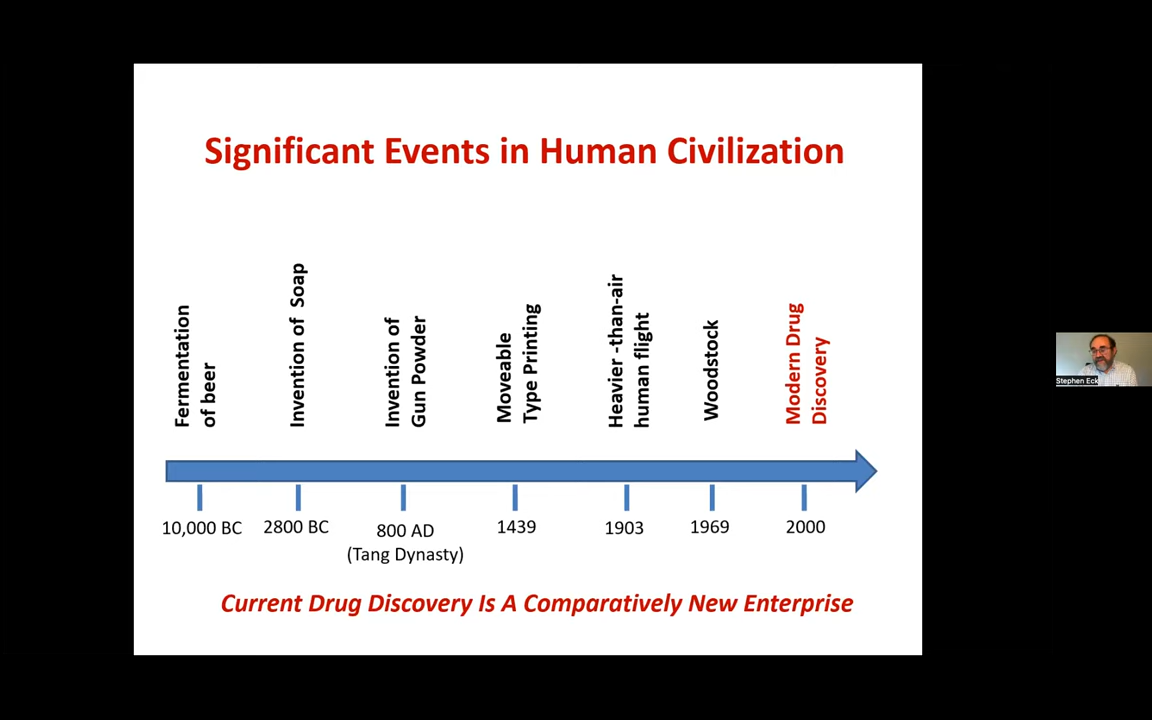 Significant Events in Human Civilization
Fermentation
of beer
Invention of Soap
Invention of
Gun Powder
Moveable
Type Printing
Heavier -than-air
human flight
Woodstock
Modern Drug
Discovery
10,000 BC
2800 BC
800 AD
(Tang Dynasty)
1439
1903
1969
2000
Current Drug Discovery Is A Comparatively New Enterprise
Stephen Eck